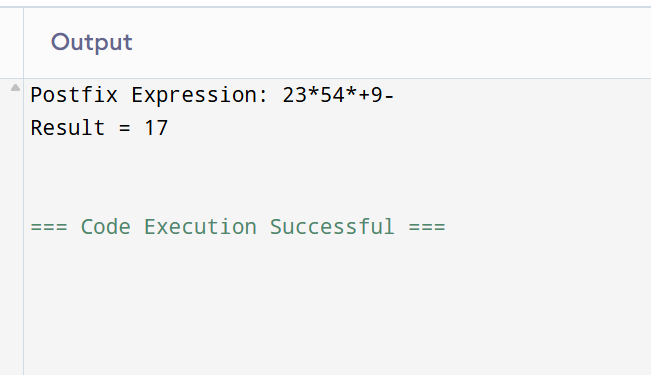 Output
Postfix Expression: 23*54*+9-
Result = 17
=== Code Execution Successful ===